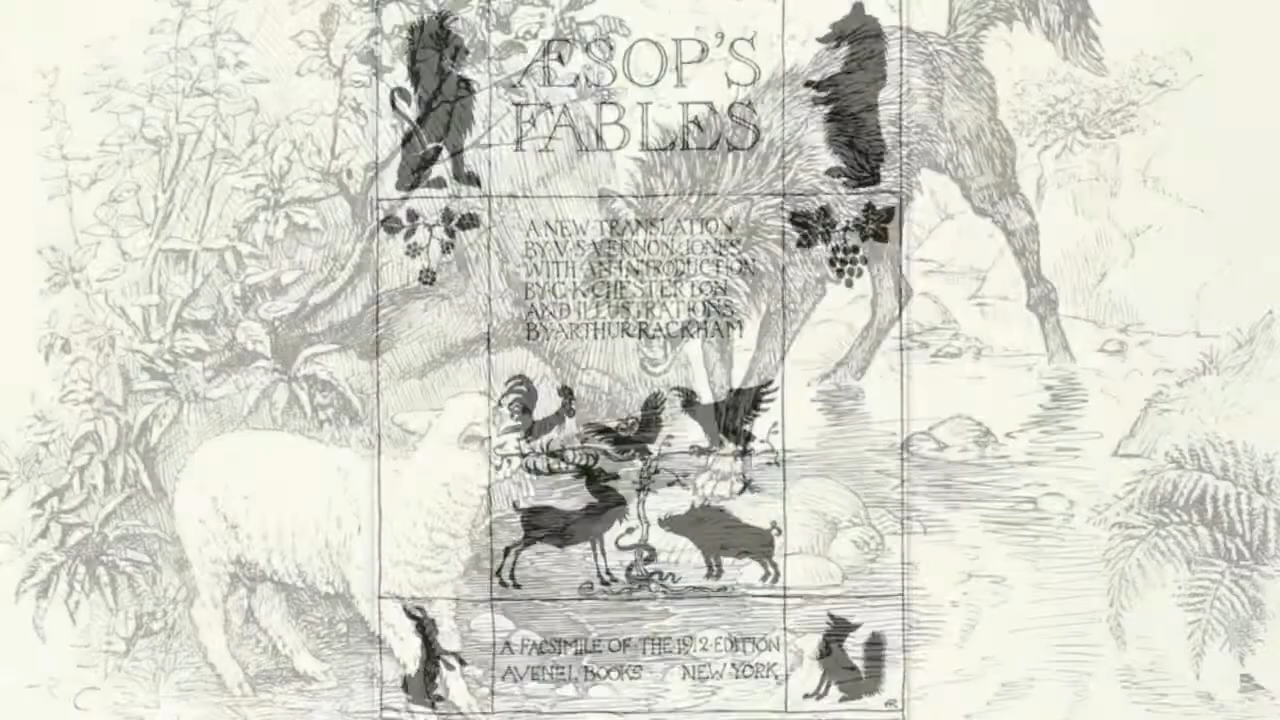 ÆSOP'S
FABLES
A NEW TRANSLATION
BY V. S. VERNON JONES
WITH AN INTRODUCTION
BY G. K. CHESTERTON
AND ILLUSTRATIONS
BY ARTHUR RACKHAM
A FACSIMILE OF THE 1912 EDITION
AVENEL BOOKS NEW YORK